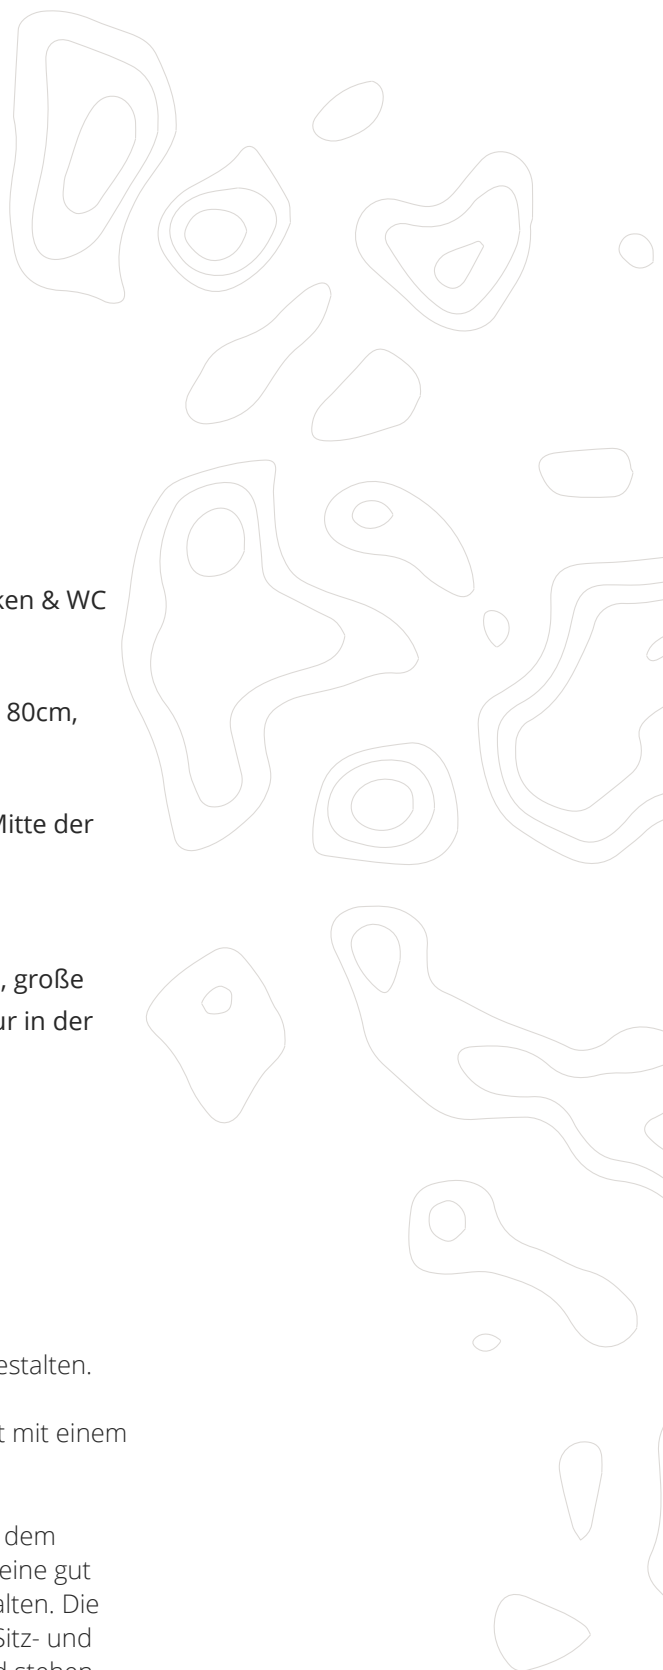 ken & WC
80cm,
Mitte der
, große
ur in der
estalten.
t mit einem
dem
eine gut
alten. Die
Sitz- und
d stehen